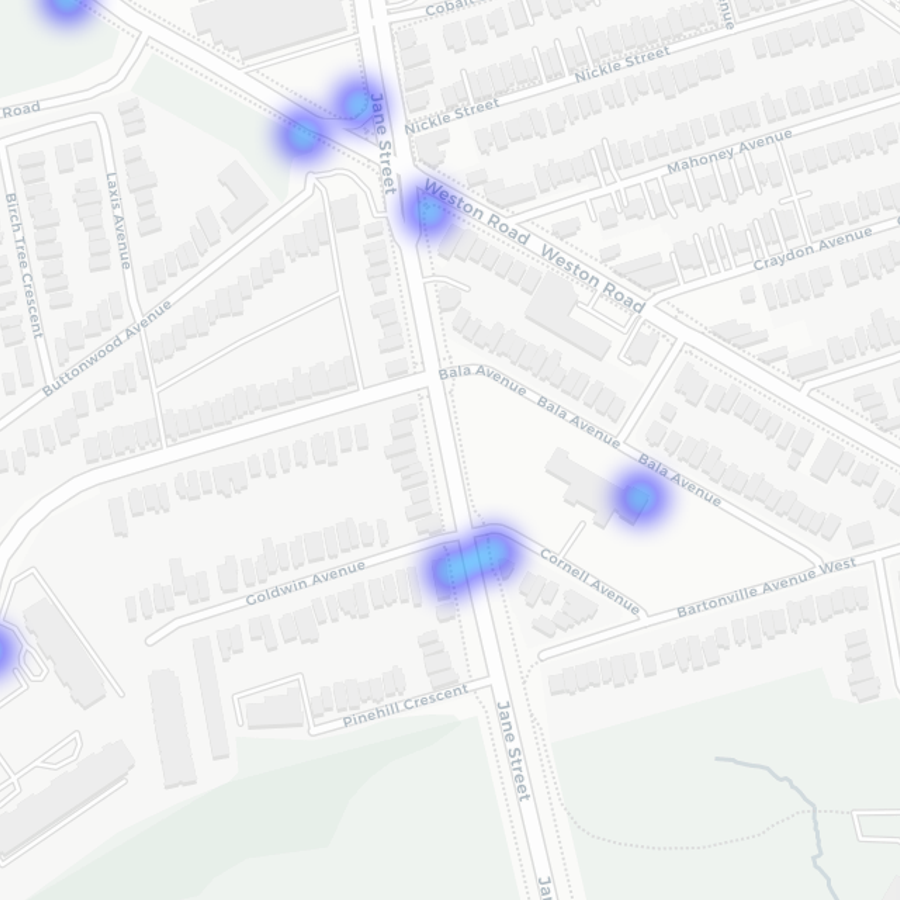 Cobalt
Nickle Street
Road
Jane Street
Nickle Street
Mahoney Avenue
Laxis Avenue
Birch Tree Crescent
Weston Road
Weston Road
Craydon Avenue
Buttonwood Avenue
Bala Avenue
Bala Avenue
Bala Avenue
Goldwin Avenue
Cornell Avenue
Bartonville Avenue West
Pinehill Crescent
Jane Street